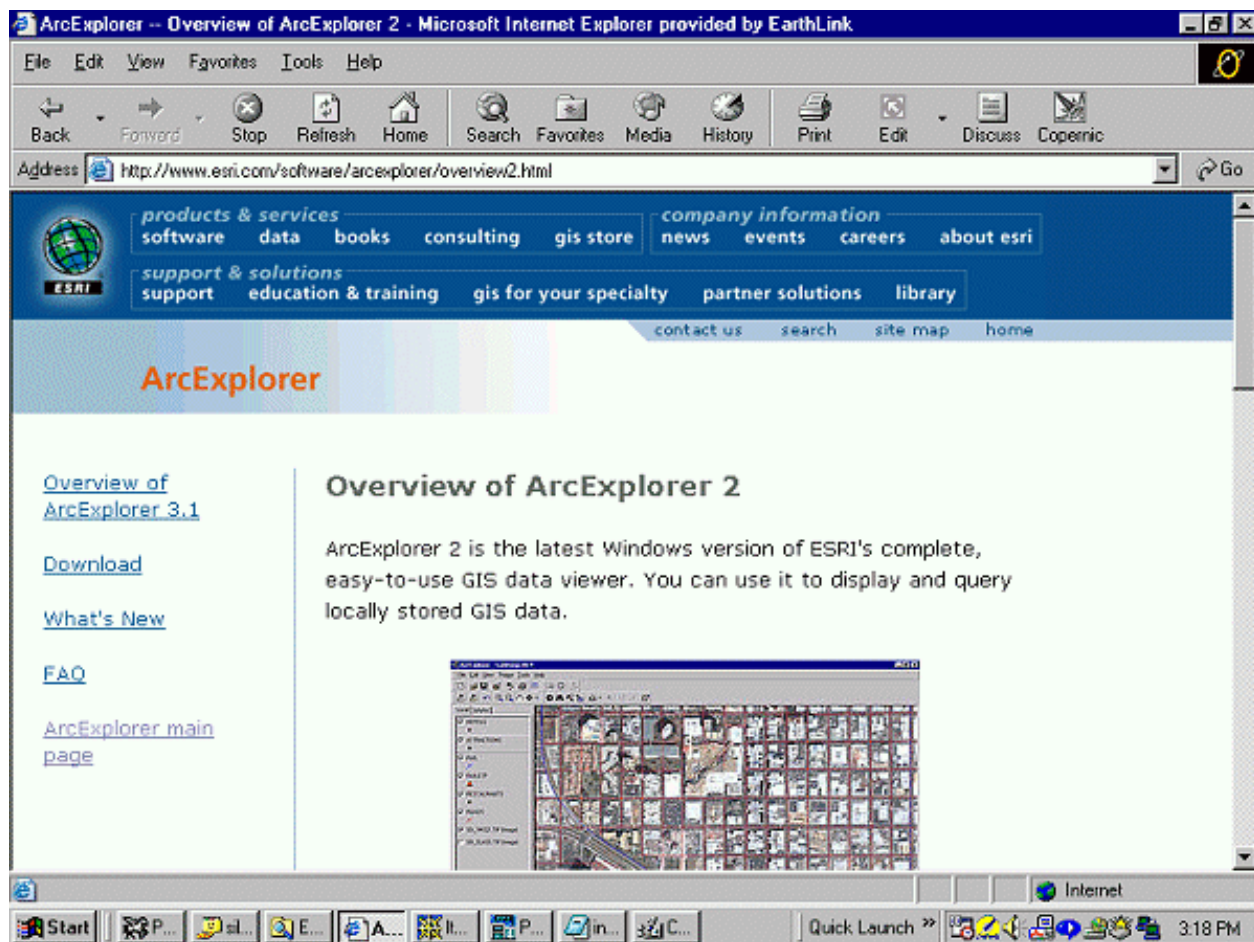 ArcExplorer -- Overview of ArcExplorer 2 - Microsoft Internet Explorer provided by EarthLink
File Edit View Favorites Tools Help
Back Forward Stop Refresh Home Search Favorites Media History Print Edit Discuss Copernic
Address http://www.esri.com/software/arcexplorer/overview2.html Go
products & services company information
software data books consulting gis store news events careers about esri
ESRI
support & solutions
support education & training gis for your specialty partner solutions library
contact us search site map home
ArcExplorer
Overview of
ArcExplorer 3.1
Download
What's New
FAQ
ArcExplorer main
page
Overview of ArcExplorer 2
ArcExplorer 2 is the latest Windows version of ESRI's complete,
easy-to-use GIS data viewer. You can use it to display and query
locally stored GIS data.
Internet
Start P... sil... E... A... It... P... in... C... Quick Launch » 3:18 PM